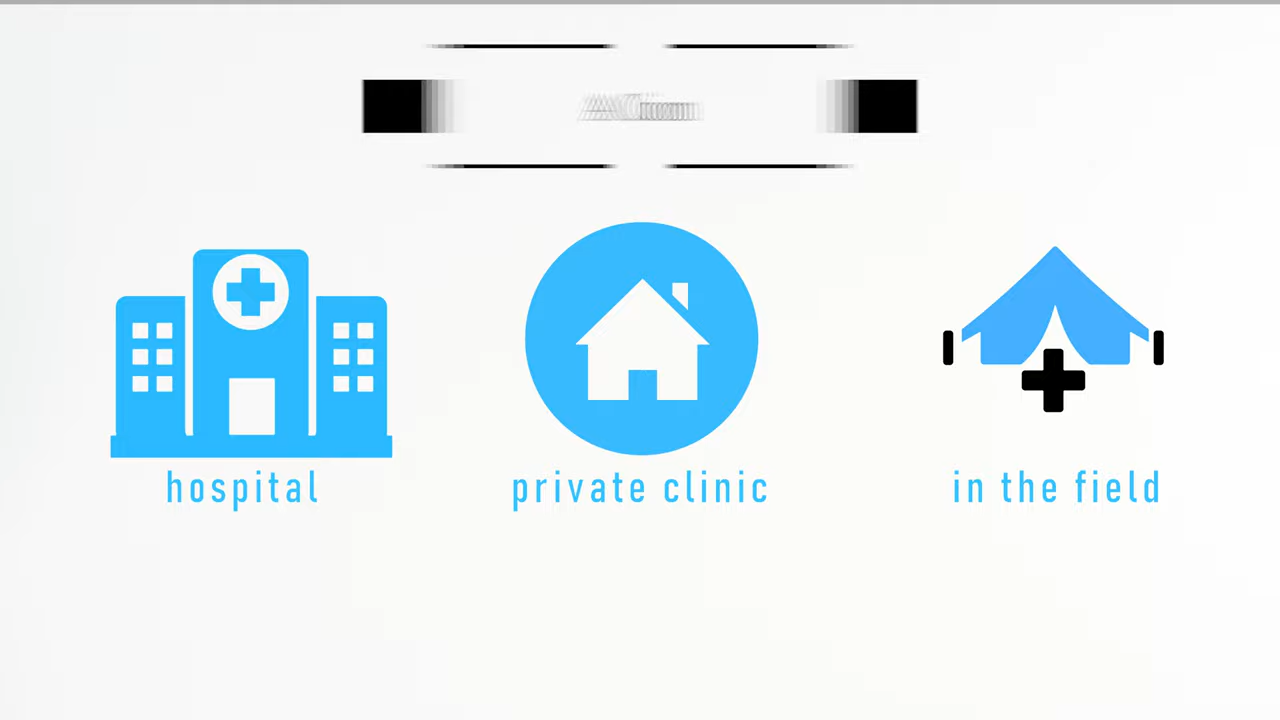 hospital
private clinic
in the field